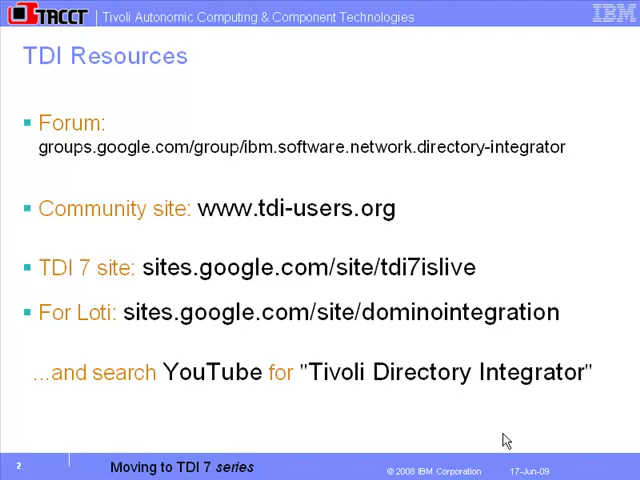 TACCT | Tivoli Autonomic Computing & Component Technologies IBM
TDI Resources
Forum:
groups.google.com/group/ibm.software.network.directory-integrator
Community site: www.tdi-users.org
TDI 7 site: sites.google.com/site/tdi7islive
For Loti: sites.google.com/site/dominointegration
...and search YouTube for "Tivoli Directory Integrator"
2 Moving to TDI 7 series © 2008 IBM Corporation 17-Jun-09